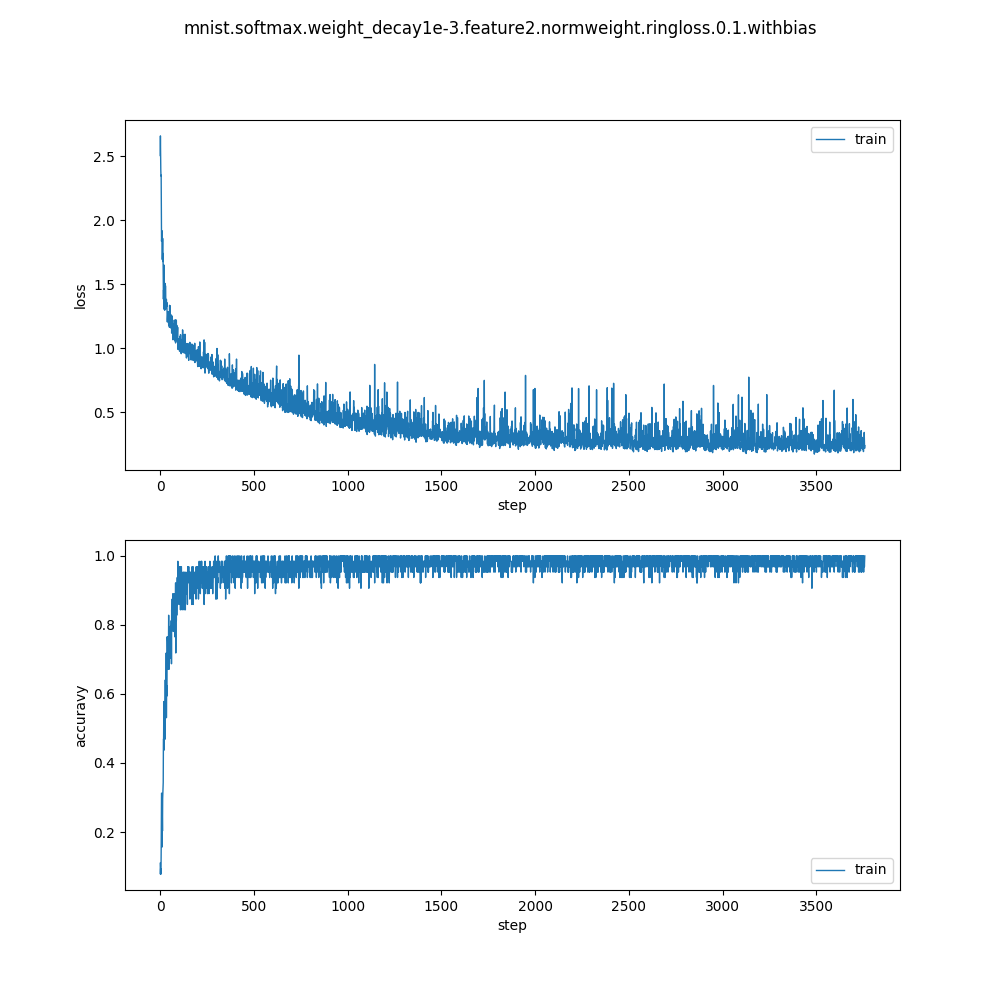 mnist.softmax.weight_decay1e-3.feature2.normweight.ringloss.0.1.withbias
train
2.5
2.0
1.5
1.0
0.5
loss
0 500 1000 1500 2000 2500 3000 3500
step
1.0
0.8
0.6
0.4
0.2
accuravy
train
0 500 1000 1500 2000 2500 3000 3500
step